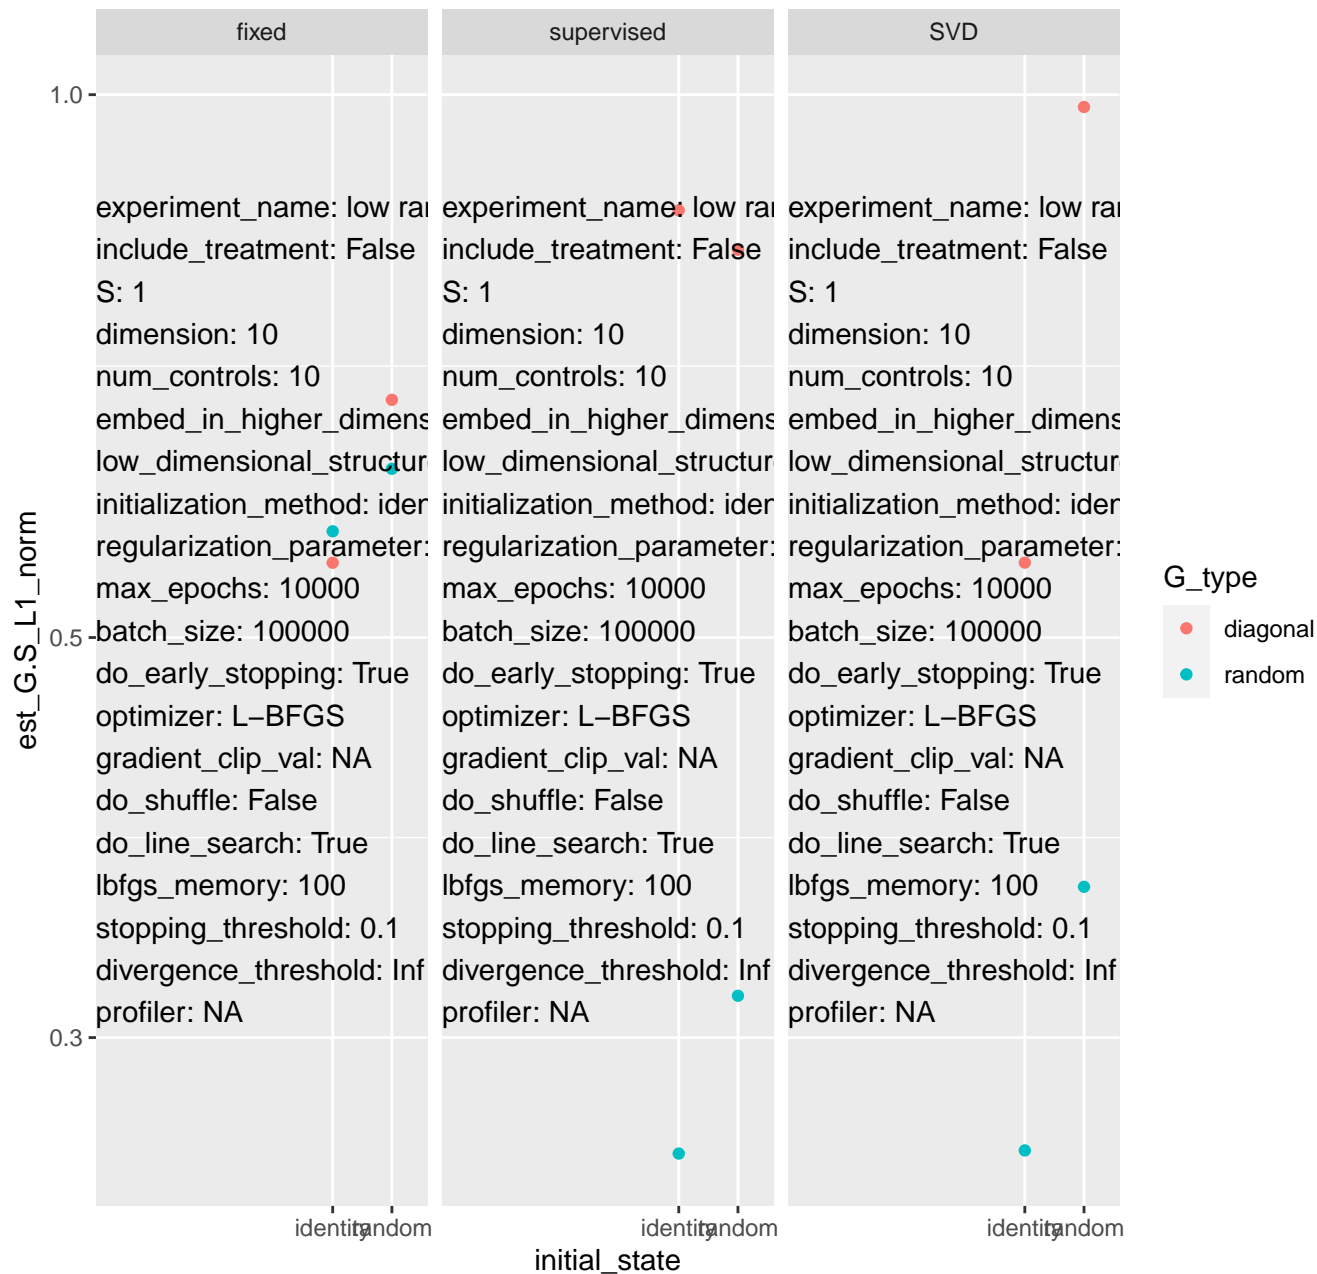 fixed
supervised
SVD
1.0
0.5
0.3
est_G.S_L1_norm
experiment_name: low ran
include_treatment: False
S: 1
dimension: 10
num_controls: 10
embed_in_higher_dimens
low_dimensional_structur
initialization_method: iden
regularization_parameter:
max_epochs: 10000
batch_size: 100000
do_early_stopping: True
optimizer: L−BFGS
gradient_clip_val: NA
do_shuffle: False
do_line_search: True
lbfgs_memory: 100
stopping_threshold: 0.1
divergence_threshold: Inf
profiler: NA
experiment_name: low ran
include_treatment: False
S: 1
dimension: 10
num_controls: 10
embed_in_higher_dimens
low_dimensional_structur
initialization_method: iden
regularization_parameter:
max_epochs: 10000
batch_size: 100000
do_early_stopping: True
optimizer: L−BFGS
gradient_clip_val: NA
do_shuffle: False
do_line_search: True
lbfgs_memory: 100
stopping_threshold: 0.1
divergence_threshold: Inf
profiler: NA
experiment_name: low ran
include_treatment: False
S: 1
dimension: 10
num_controls: 10
embed_in_higher_dimens
low_dimensional_structur
initialization_method: iden
regularization_parameter:
max_epochs: 10000
batch_size: 100000
do_early_stopping: True
optimizer: L−BFGS
gradient_clip_val: NA
do_shuffle: False
do_line_search: True
lbfgs_memory: 100
stopping_threshold: 0.1
divergence_threshold: Inf
profiler: NA
identity random
identity random
identity random
initial_state
G_type
diagonal
random